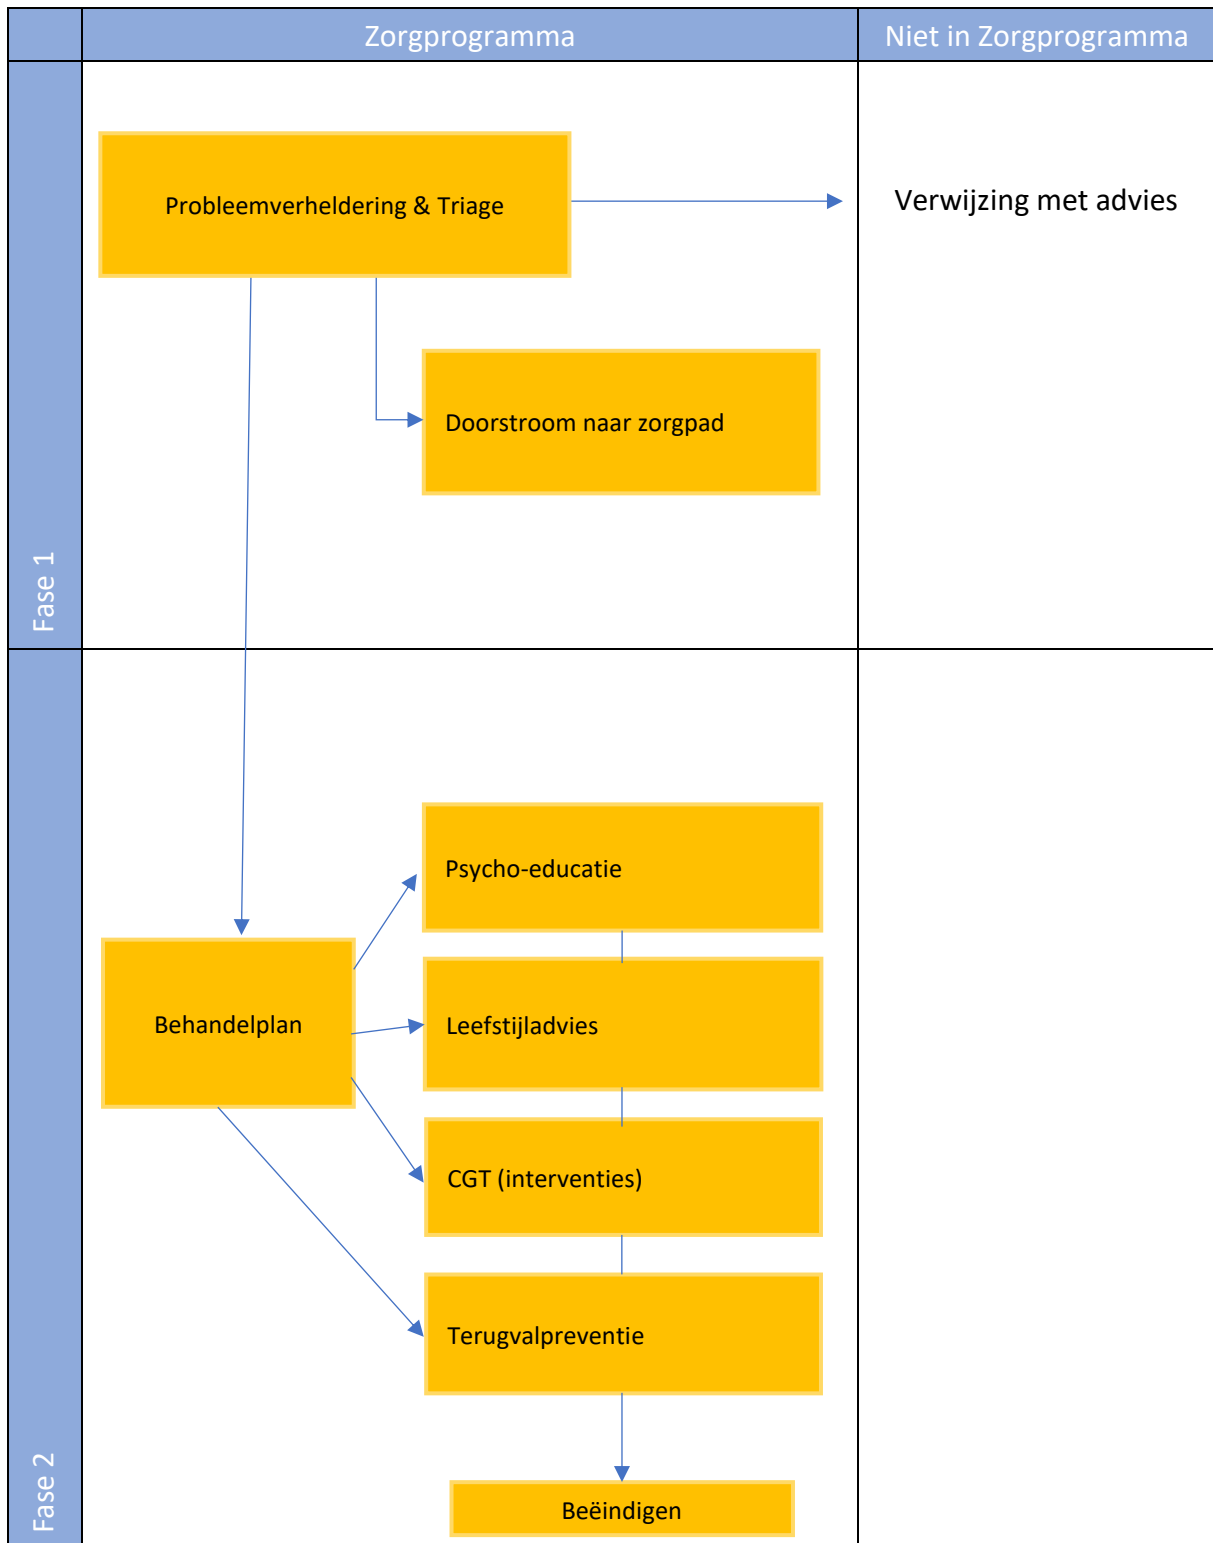 Zorgprogramma
Niet in Zorgprogramma
Fase 1
Probleemverheldering & Triage
Verwijzing met advies
Doorstroom naar zorgpad
Fase 2
Psycho-educatie
Behandelplan
Leefstijladvies
CGT (interventies)
Terugvalpreventie
Beëindigen